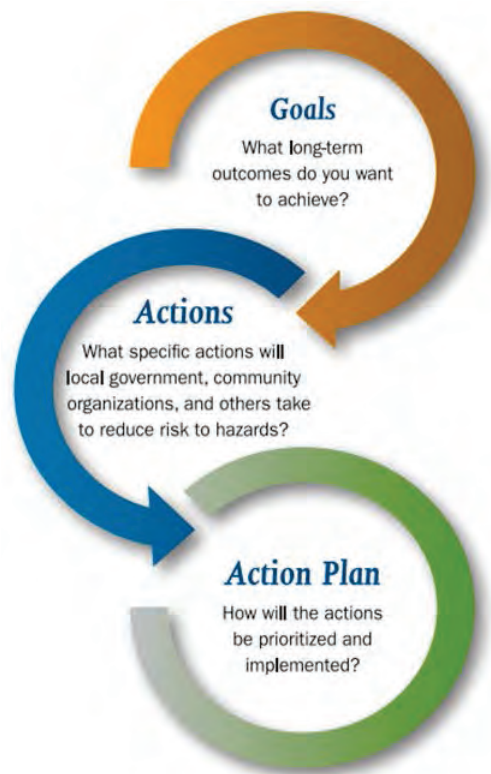 Goals
What long-term
outcomes do you want
to achieve?
Actions
What specific actions will
local government, community
organizations, and others take
to reduce risk to hazards?
Action Plan
How will the actions
be prioritized and
implemented?